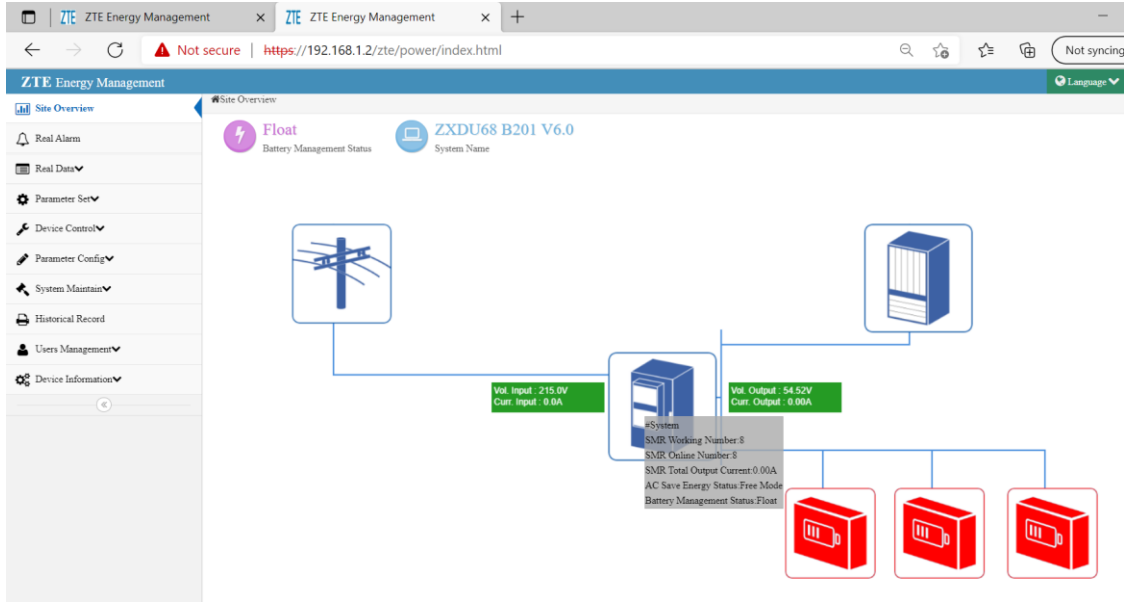 ZTE ZTE Energy Management
ZTE ZTE Energy Management
Not secure | https://192.168.1.2/zte/power/index.html
Not syncing
ZTE Energy Management
Language
Site Overview
Real Alarm
Real Data
Parameter Set
Device Control
Parameter Config
System Maintain
Historical Record
Users Management
Device Information
Site Overview
Float
Battery Management Status
ZXDU68 B201 V6.0
System Name
Vol. Input : 215.0V
Curr. Input : 0.0A
Vol. Output : 54.52V
Curr. Output : 0.00A
#System
SMR Working Number:8
SMR Online Number:8
SMR Total Output Current:0.00A
AC Save Energy Status:Free Mode
Battery Management Status:Float